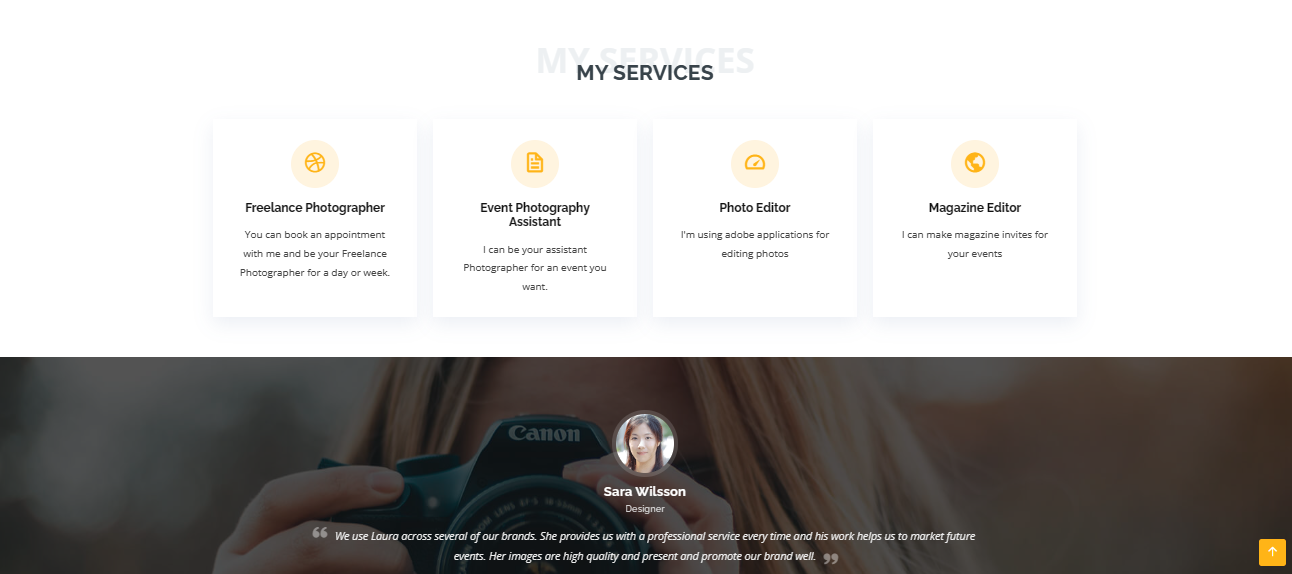 MY SERVICES
MY SERVICES
Freelance Photographer
You can book an appointment
with me and be your Freelance
Photographer for a day or week.
Event Photography
Assistant
I can be your assistant
Photographer for an event you
want.
Photo Editor
I'm using adobe applications for
editing photos
Magazine Editor
I can make magazine invites for
your events
Canon
Sara Wilsson
Designer
❝ We use Laura across several of our brands. She provides us with a professional service every time and his work helps us to market future
events. Her images are high quality and present and promote our brand well. ❞